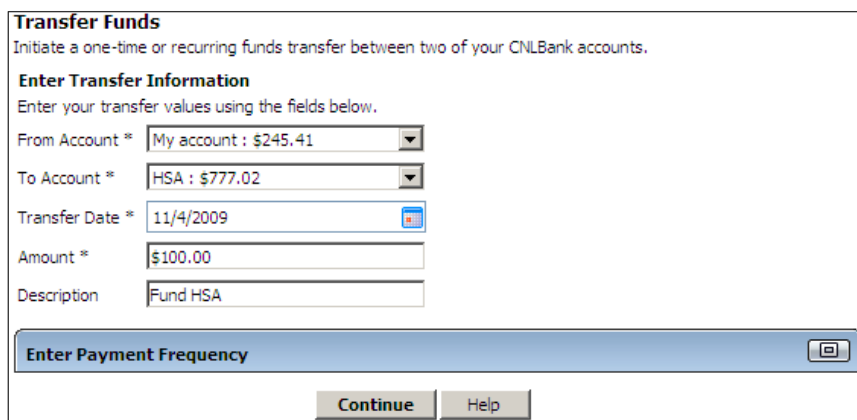 Transfer Funds
Initiate a one-time or recurring funds transfer between two of your CNLBank accounts.
Enter Transfer Information
Enter your transfer values using the fields below.
From Account * My account : $245.41
To Account * HSA : $777.02
Transfer Date * 11/4/2009
Amount * $100.00
Description Fund HSA
Enter Payment Frequency
Continue Help